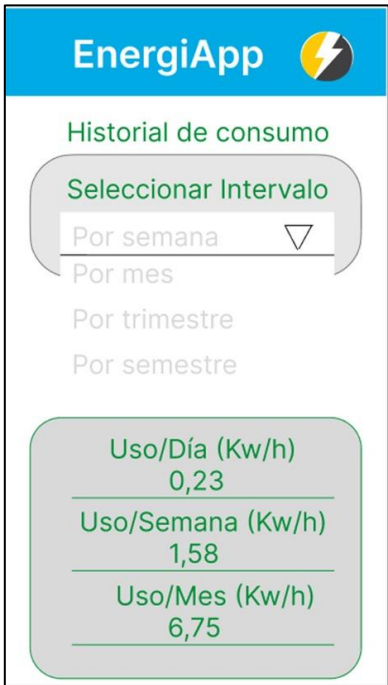 EnergiApp
Historial de consumo
Seleccionar Intervalo
Por semana
Por mes
Por trimestre
Por semestre
Uso/Día (Kw/h)
0,23
Uso/Semana (Kw/h)
1,58
Uso/Mes (Kw/h)
6,75